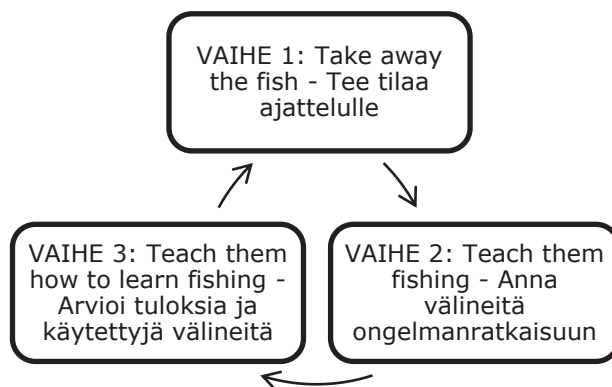 VAIHE 1: Take away
the fish - Tee tilaa
ajattelulle
VAIHE 3: Teach them
how to learn fishing -
Arvioi tuloksia ja
käytettyjä välineitä
VAIHE 2: Teach them
fishing - Anna
välineitä
ongelmanratkaisuun